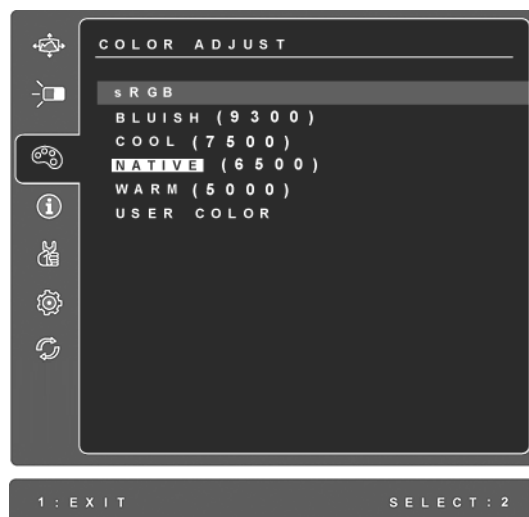 COLOR ADJUST
sRGB
BLUISH (9300)
COOL (7500)
NATIVE (6500)
WARM (5000)
USER COLOR
1:EXIT SELECT:2